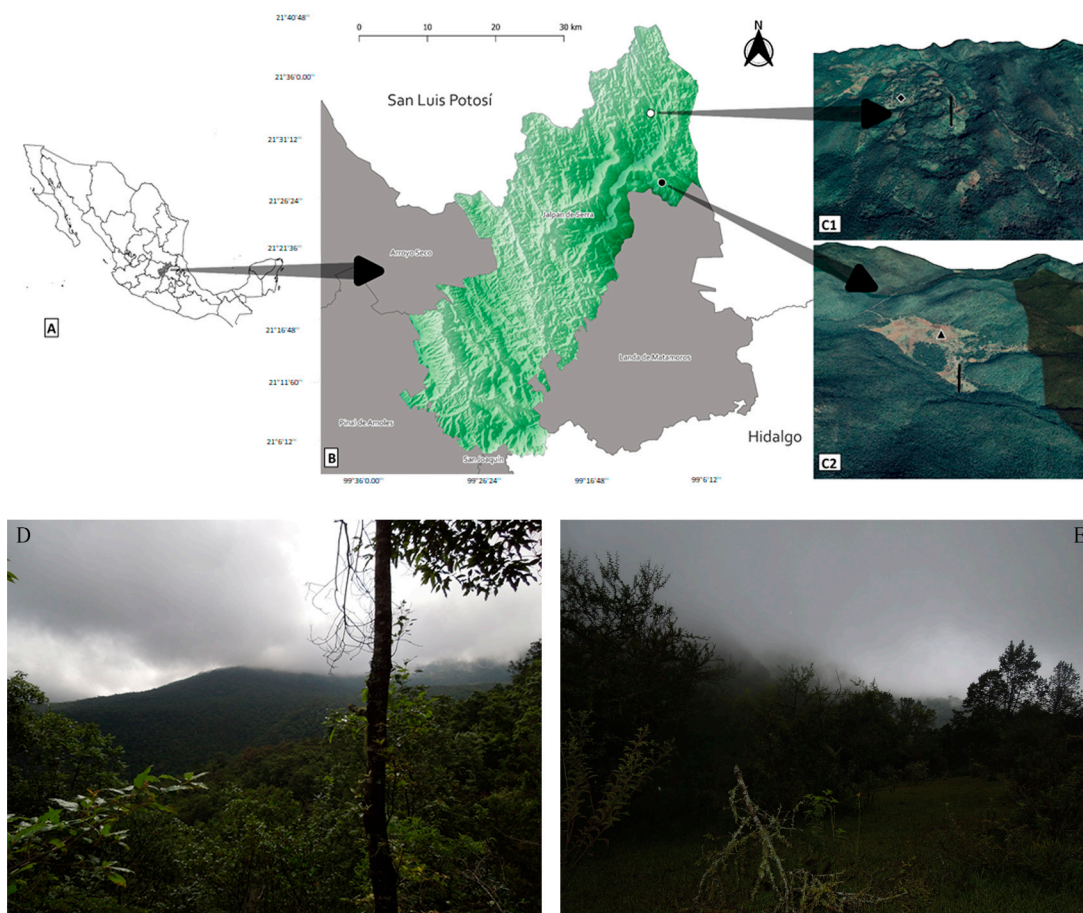 21°40'48''
0 10 20 30 km
N
21°36'0.00''
San Luis Potosí
21°31'12''
C1
21°26'24''
Jalpan de Serra
21°21'36''
Arroyo Seco
A
21°16'48''
Landa de Matamoros
21°11'60''
Pinal de Amoles
21°6'12''
Hidalgo
B
San Joaquín
C2
99°36'0.00''
99°26'24''
99°16'48''
99°6'12''
D
E